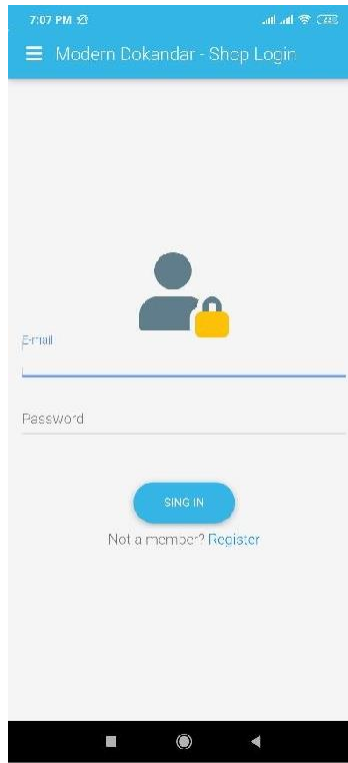 7:07 PM
Modern Dokandar - Shop Login
E-mail
Password
SING IN
Not a member? Register